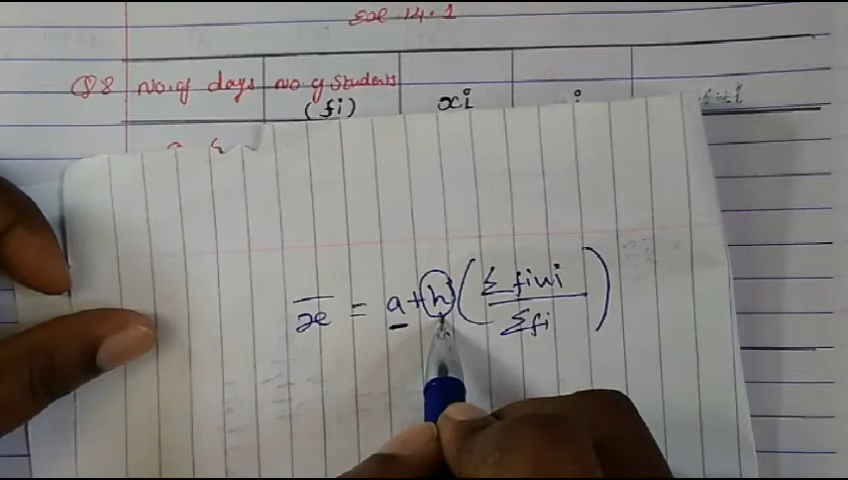 Ex 14.1
Q8 No. of days No. of Students xi
(fi)
x̄ = a+h (Σfiui / Σfi)